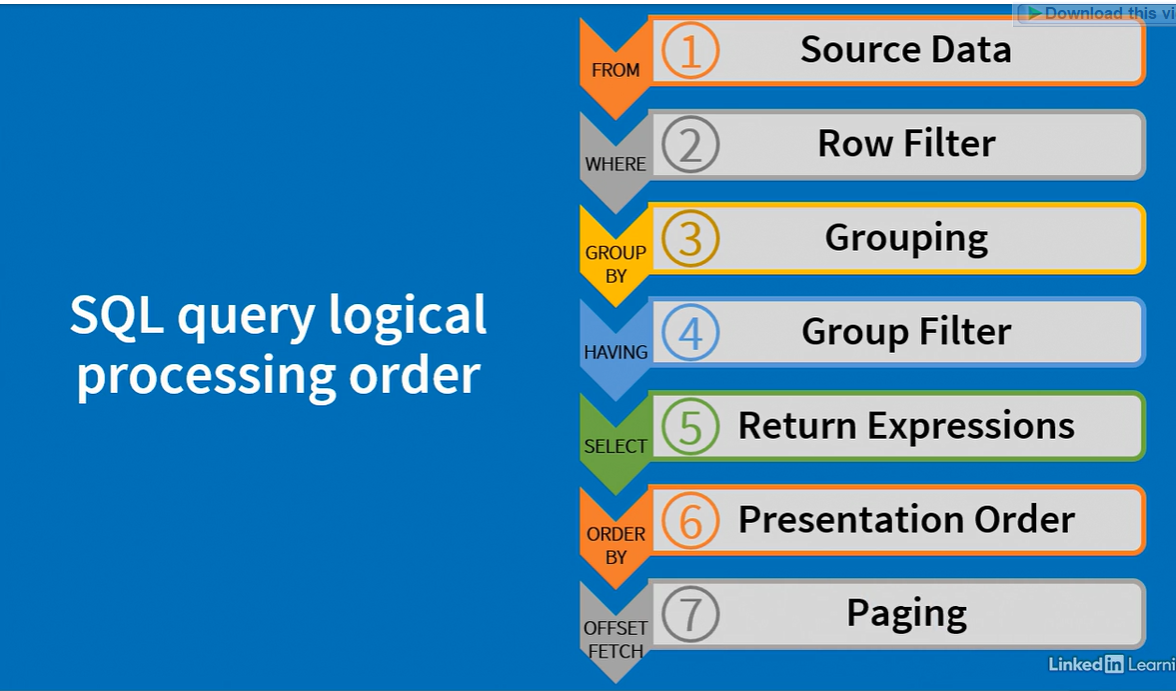 Download this vi
FROM
1
Source Data
WHERE
2
Row Filter
GROUP
BY
3
Grouping
SQL query logical
processing order
HAVING
4
Group Filter
SELECT
5
Return Expressions
ORDER
BY
6
Presentation Order
OFFSET
FETCH
7
Paging
Linked in Learni